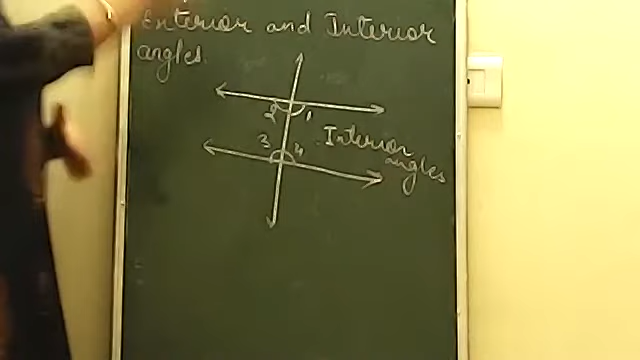 Exterior and Interior
angles.
2 1
3 4
Interior
angles